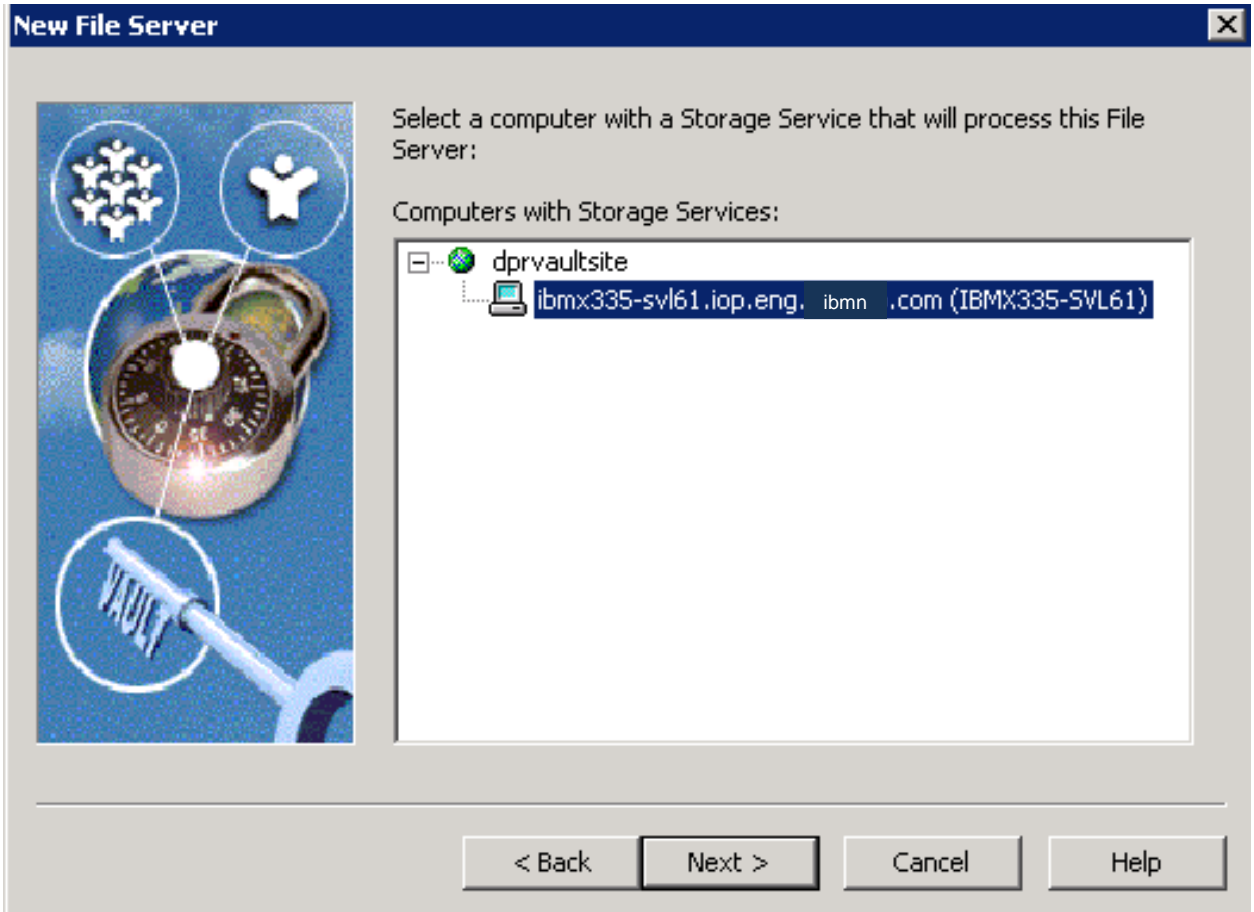 New File Server
Select a computer with a Storage Service that will process this File
Server:
Computers with Storage Services:
dprvaultsite
ibmx335-svl61.iop.eng. ibmn .com (IBMX335-SVL61)
VAULT
< Back
Next >
Cancel
Help